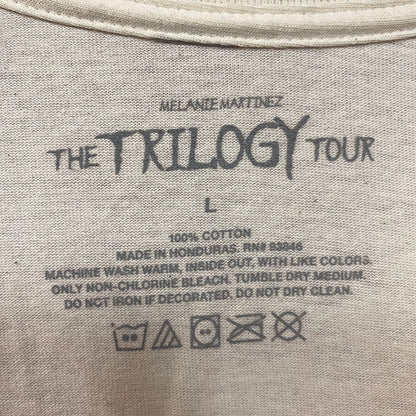 MELANIE MARTINEZ
THE TRILOGY TOUR
L
100% COTTON
MADE IN HONDURAS. RN# 93846
MACHINE WASH WARM, INSIDE OUT, WITH LIKE COLORS.
ONLY NON-CHLORINE BLEACH. TUMBLE DRY MEDIUM.
DO NOT IRON IF DECORATED. DO NOT DRY CLEAN.